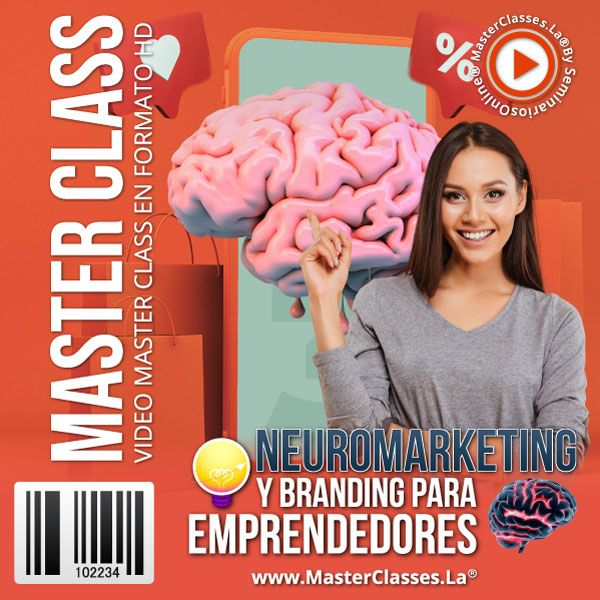 MASTER CLASS
VIDEO MASTER CLASS EN FORMATO HD
%
MasterClasses.La®By SeminariosOnline®
NEUROMARKETING
Y BRANDING PARA
EMPRENDEDORES
102234
www.MasterClasses.La®